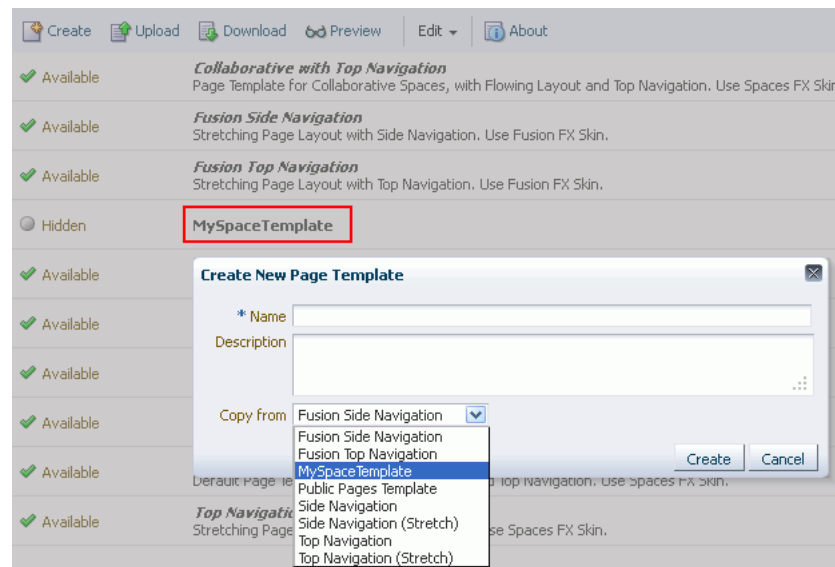 Create Upload Download Preview Edit About
Available
Collaborative with Top Navigation
Page Template for Collaborative Spaces, with Flowing Layout and Top Navigation. Use Spaces FX Skin
Available
Fusion Side Navigation
Stretching Page Layout with Side Navigation. Use Fusion FX Skin.
Available
Fusion Top Navigation
Stretching Page Layout with Top Navigation. Use Fusion FX Skin.
Hidden
MySpaceTemplate
Available
Create New Page Template
* Name
Available
Description
Available
Available
Copy from Fusion Side Navigation
Fusion Side Navigation
Fusion Top Navigation
MySpaceTemplate
Public Pages Template
Side Navigation
Side Navigation (Stretch)
Top Navigation
Top Navigation (Stretch)
Create Cancel
Available
Default Page Top Navigation. Use Spaces FX Skin.
Available
Top Navigatio
Stretching Page se Spaces FX Skin.